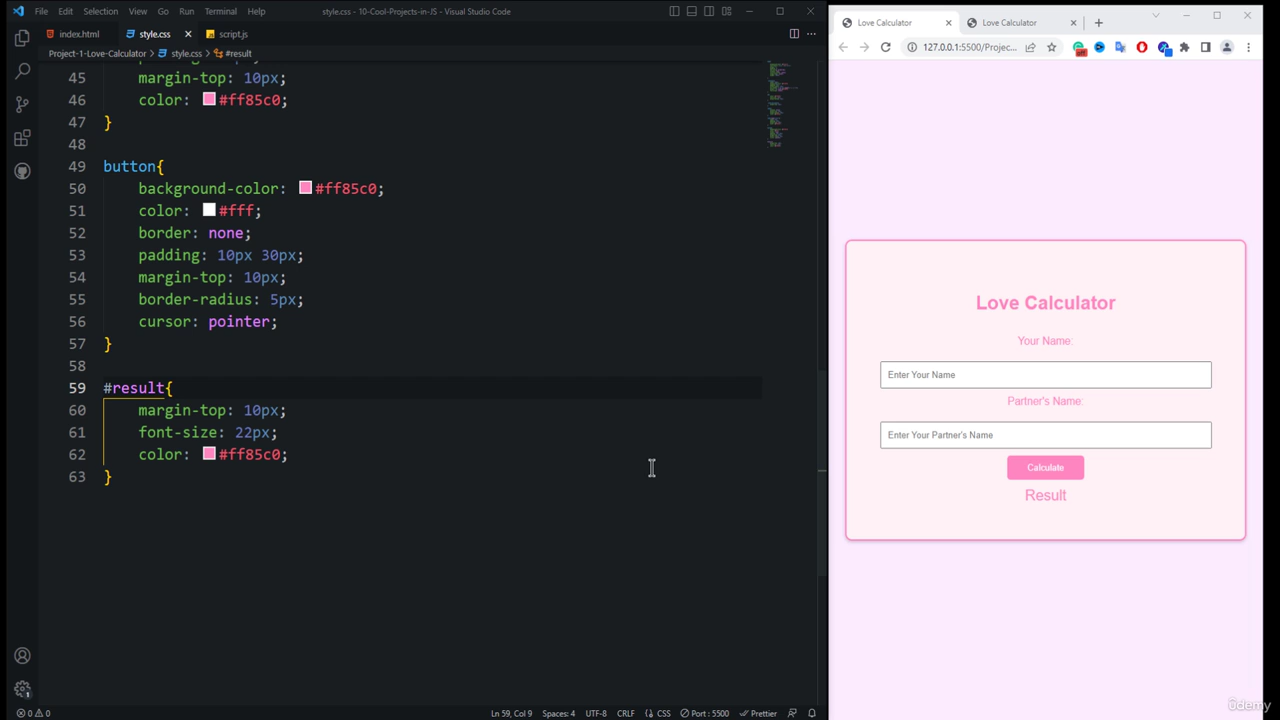 File Edit Selection View Go Run Terminal Help
style.css - 10-Cool-Projects-in-JS - Visual Studio Code
index.html
style.css
script.js
Project-1-Love-Calculator > style.css > #result
45 margin-top: 10px;
46 color: #ff85c0;
47 }
48
49 button{
50 background-color: #ff85c0;
51 color: #fff;
52 border: none;
53 padding: 10px 30px;
54 margin-top: 10px;
55 border-radius: 5px;
56 cursor: pointer;
57 }
58
59 #result{
60 margin-top: 10px;
61 font-size: 22px;
62 color: #ff85c0;
63 }
0 0
Ln 59, Col 9 Spaces: 4 UTF-8 CRLF CSS Port : 5500 Prettier
Love Calculator
Love Calculator
127.0.0.1:5500/Projec...
off
Love Calculator
Your Name:
Enter Your Name
Partner's Name:
Enter Your Partner's Name
Calculate
Result
ûdemy